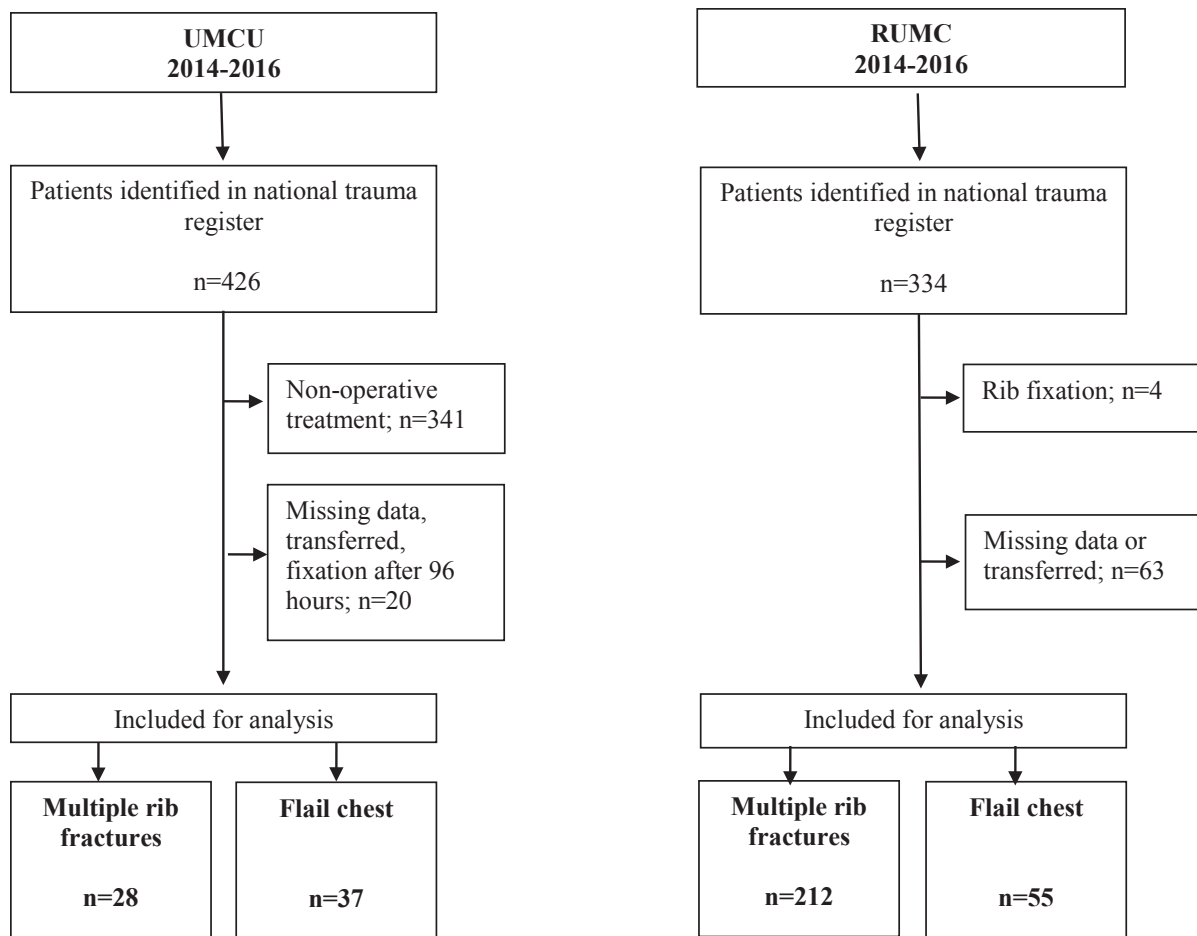 UMCU
2014-2016
Patients identified in national trauma
register
n=426
Non-operative
treatment; n=341
Missing data,
transferred,
fixation after 96
hours; n=20
Included for analysis
Multiple rib
fractures
n=28
Flail chest
n=37
RUMC
2014-2016
Patients identified in national trauma
register
n=334
Rib fixation; n=4
Missing data or
transferred; n=63
Included for analysis
Multiple rib
fractures
n=212
Flail chest
n=55